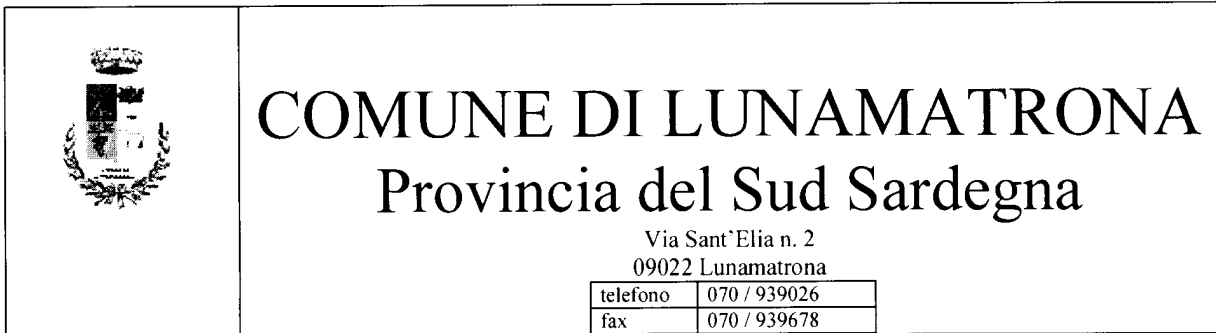 COMUNE DI LUNAMATRONA
Provincia del Sud Sardegna
Via Sant'Elia n. 2
09022 Lunamatrona
telefono 070 / 939026
fax 070 / 939678